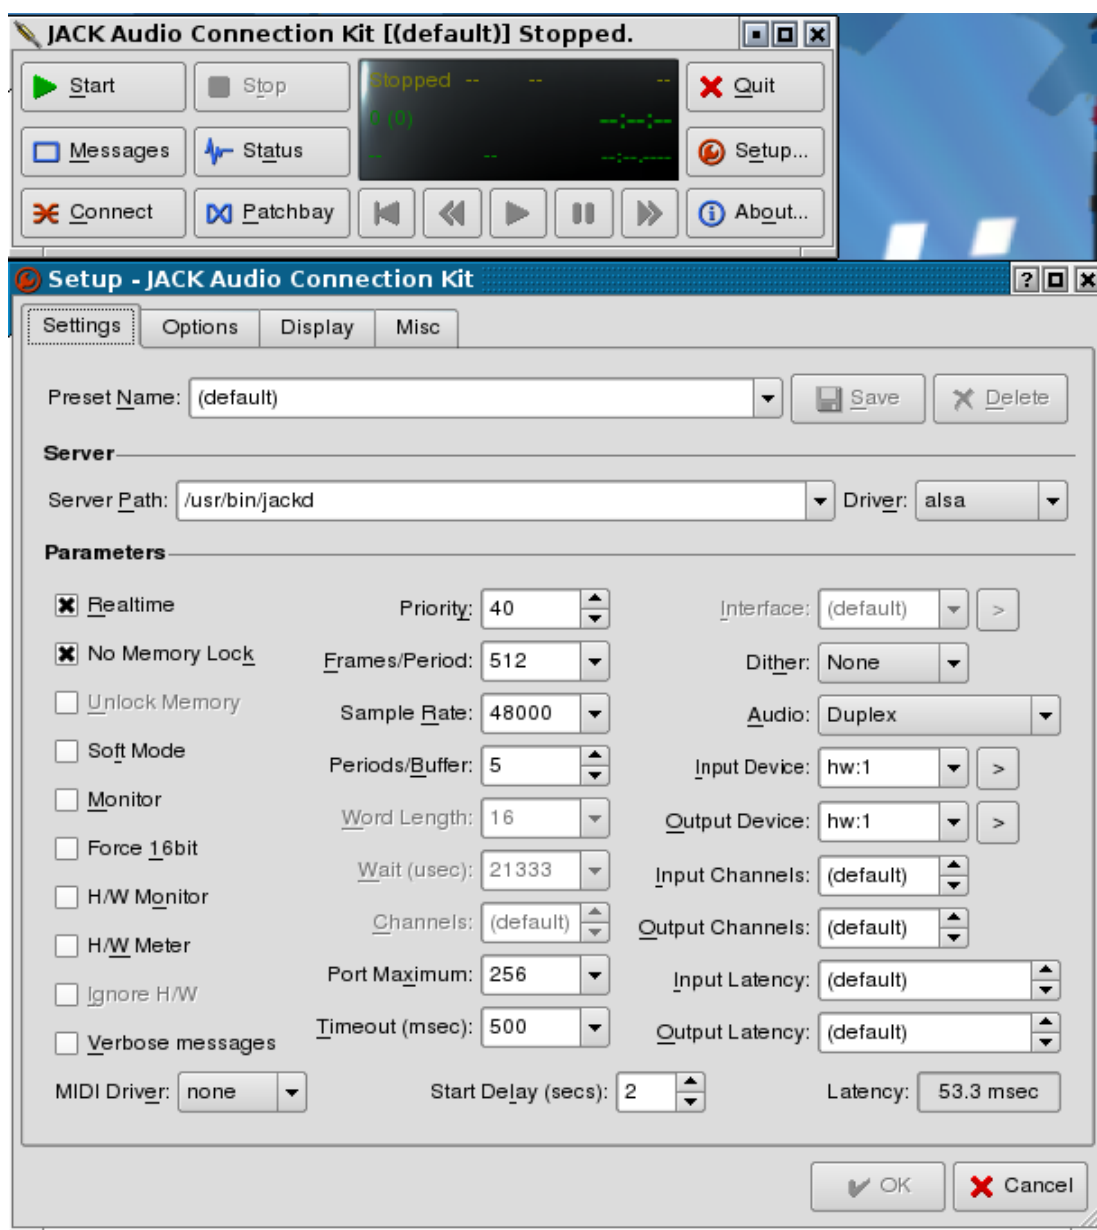 JACK Audio Connection Kit [(default)] Stopped.
Start Stop Stopped -- -- -- Quit
0 (0) --:--:--
Messages Status -- -- --:--.---- Setup...
Connect Patchbay About...
Setup - JACK Audio Connection Kit
Settings Options Display Misc
Preset Name: (default) Save Delete
Server
Server Path: /usr/bin/jackd Driver: alsa
Parameters
Realtime Priority: 40 Interface: (default) >
No Memory Lock Frames/Period: 512 Dither: None
Unlock Memory Sample Rate: 48000 Audio: Duplex
Soft Mode Periods/Buffer: 5 Input Device: hw:1 >
Monitor Word Length: 16 Output Device: hw:1 >
Force 16bit Wait (usec): 21333 Input Channels: (default)
H/W Monitor Channels: (default) Output Channels: (default)
H/W Meter Port Maximum: 256 Input Latency: (default)
Ignore H/W Timeout (msec): 500 Output Latency: (default)
Verbose messages
MIDI Driver: none Start Delay (secs): 2 Latency: 53.3 msec
OK Cancel